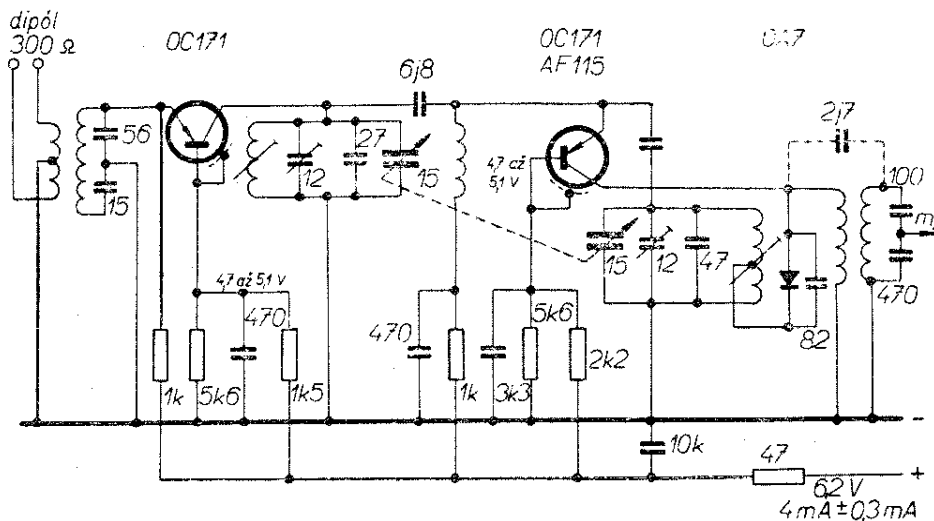 dipól
300 Ω
OC171
OC171
AF115
6j8
2j7
56
15
12
27
15
4,7 až
5,1 V
100
15
12
47
470
82
4,7 až 5,1 V
470
1k
5k6
1k5
470
1k
3k3
5k6
2k2
10k
47
6,2 V
4 mA ± 0,3 mA
-
+